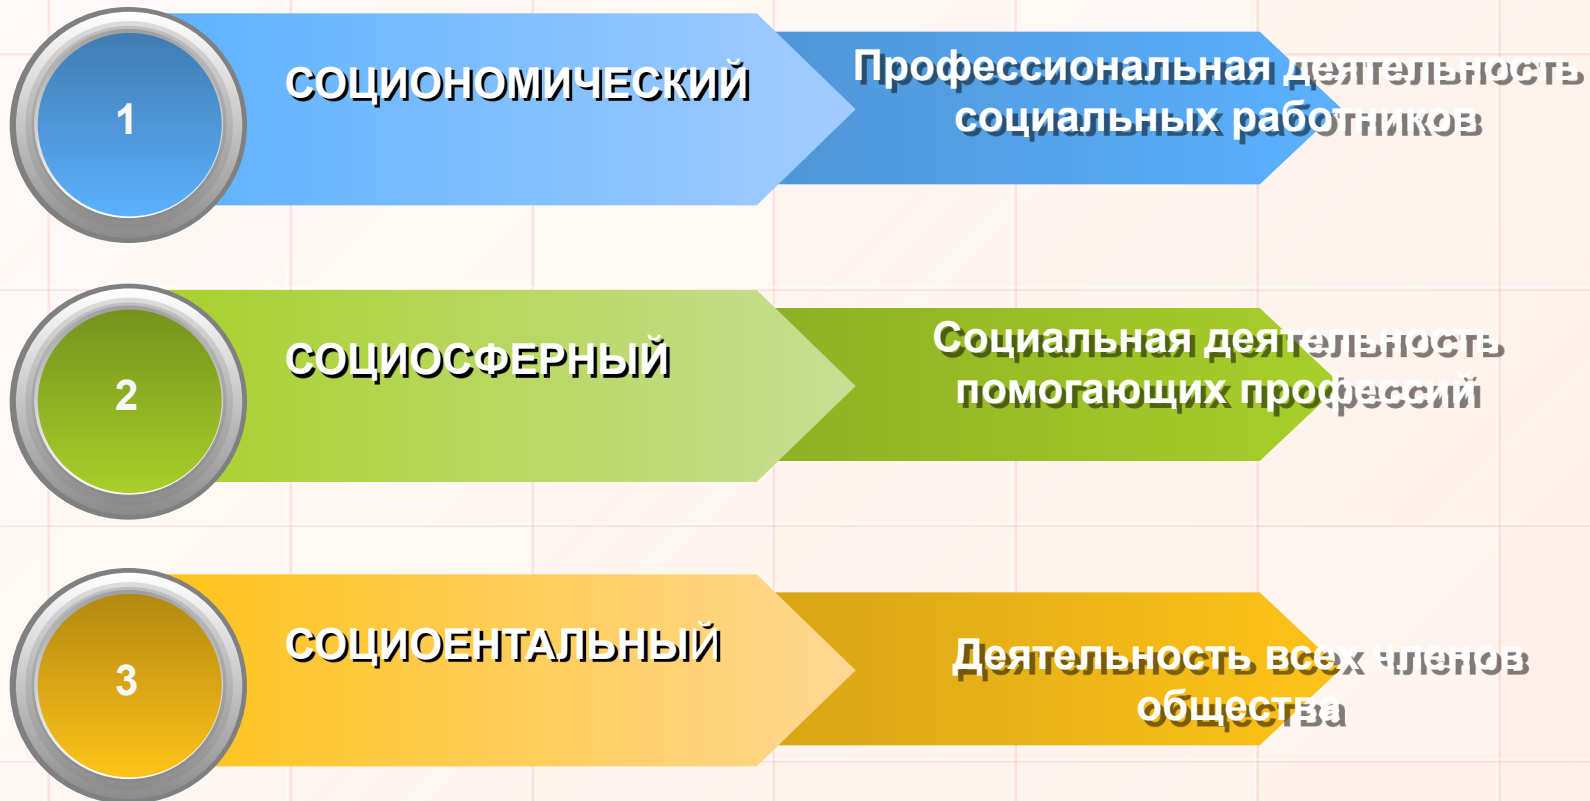 1
СОЦИОНОМИЧЕСКИЙ
Профессиональная деятельность
социальных работников
2
СОЦИОСФЕРНЫЙ
Социальная деятельность
помогающих профессий
3
СОЦИОЕНТАЛЬНЫЙ
Деятельность всех членов
общества